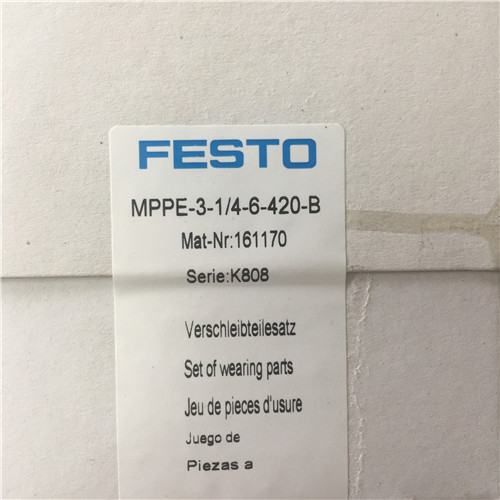 FESTO
MPPE-3-1/4-6-420-B
Mat-Nr:161170
Serie:K808
Verschleibteilesatz
Set of wearing parts
Jeu de pieces d'usure
Juego de
Piezas a